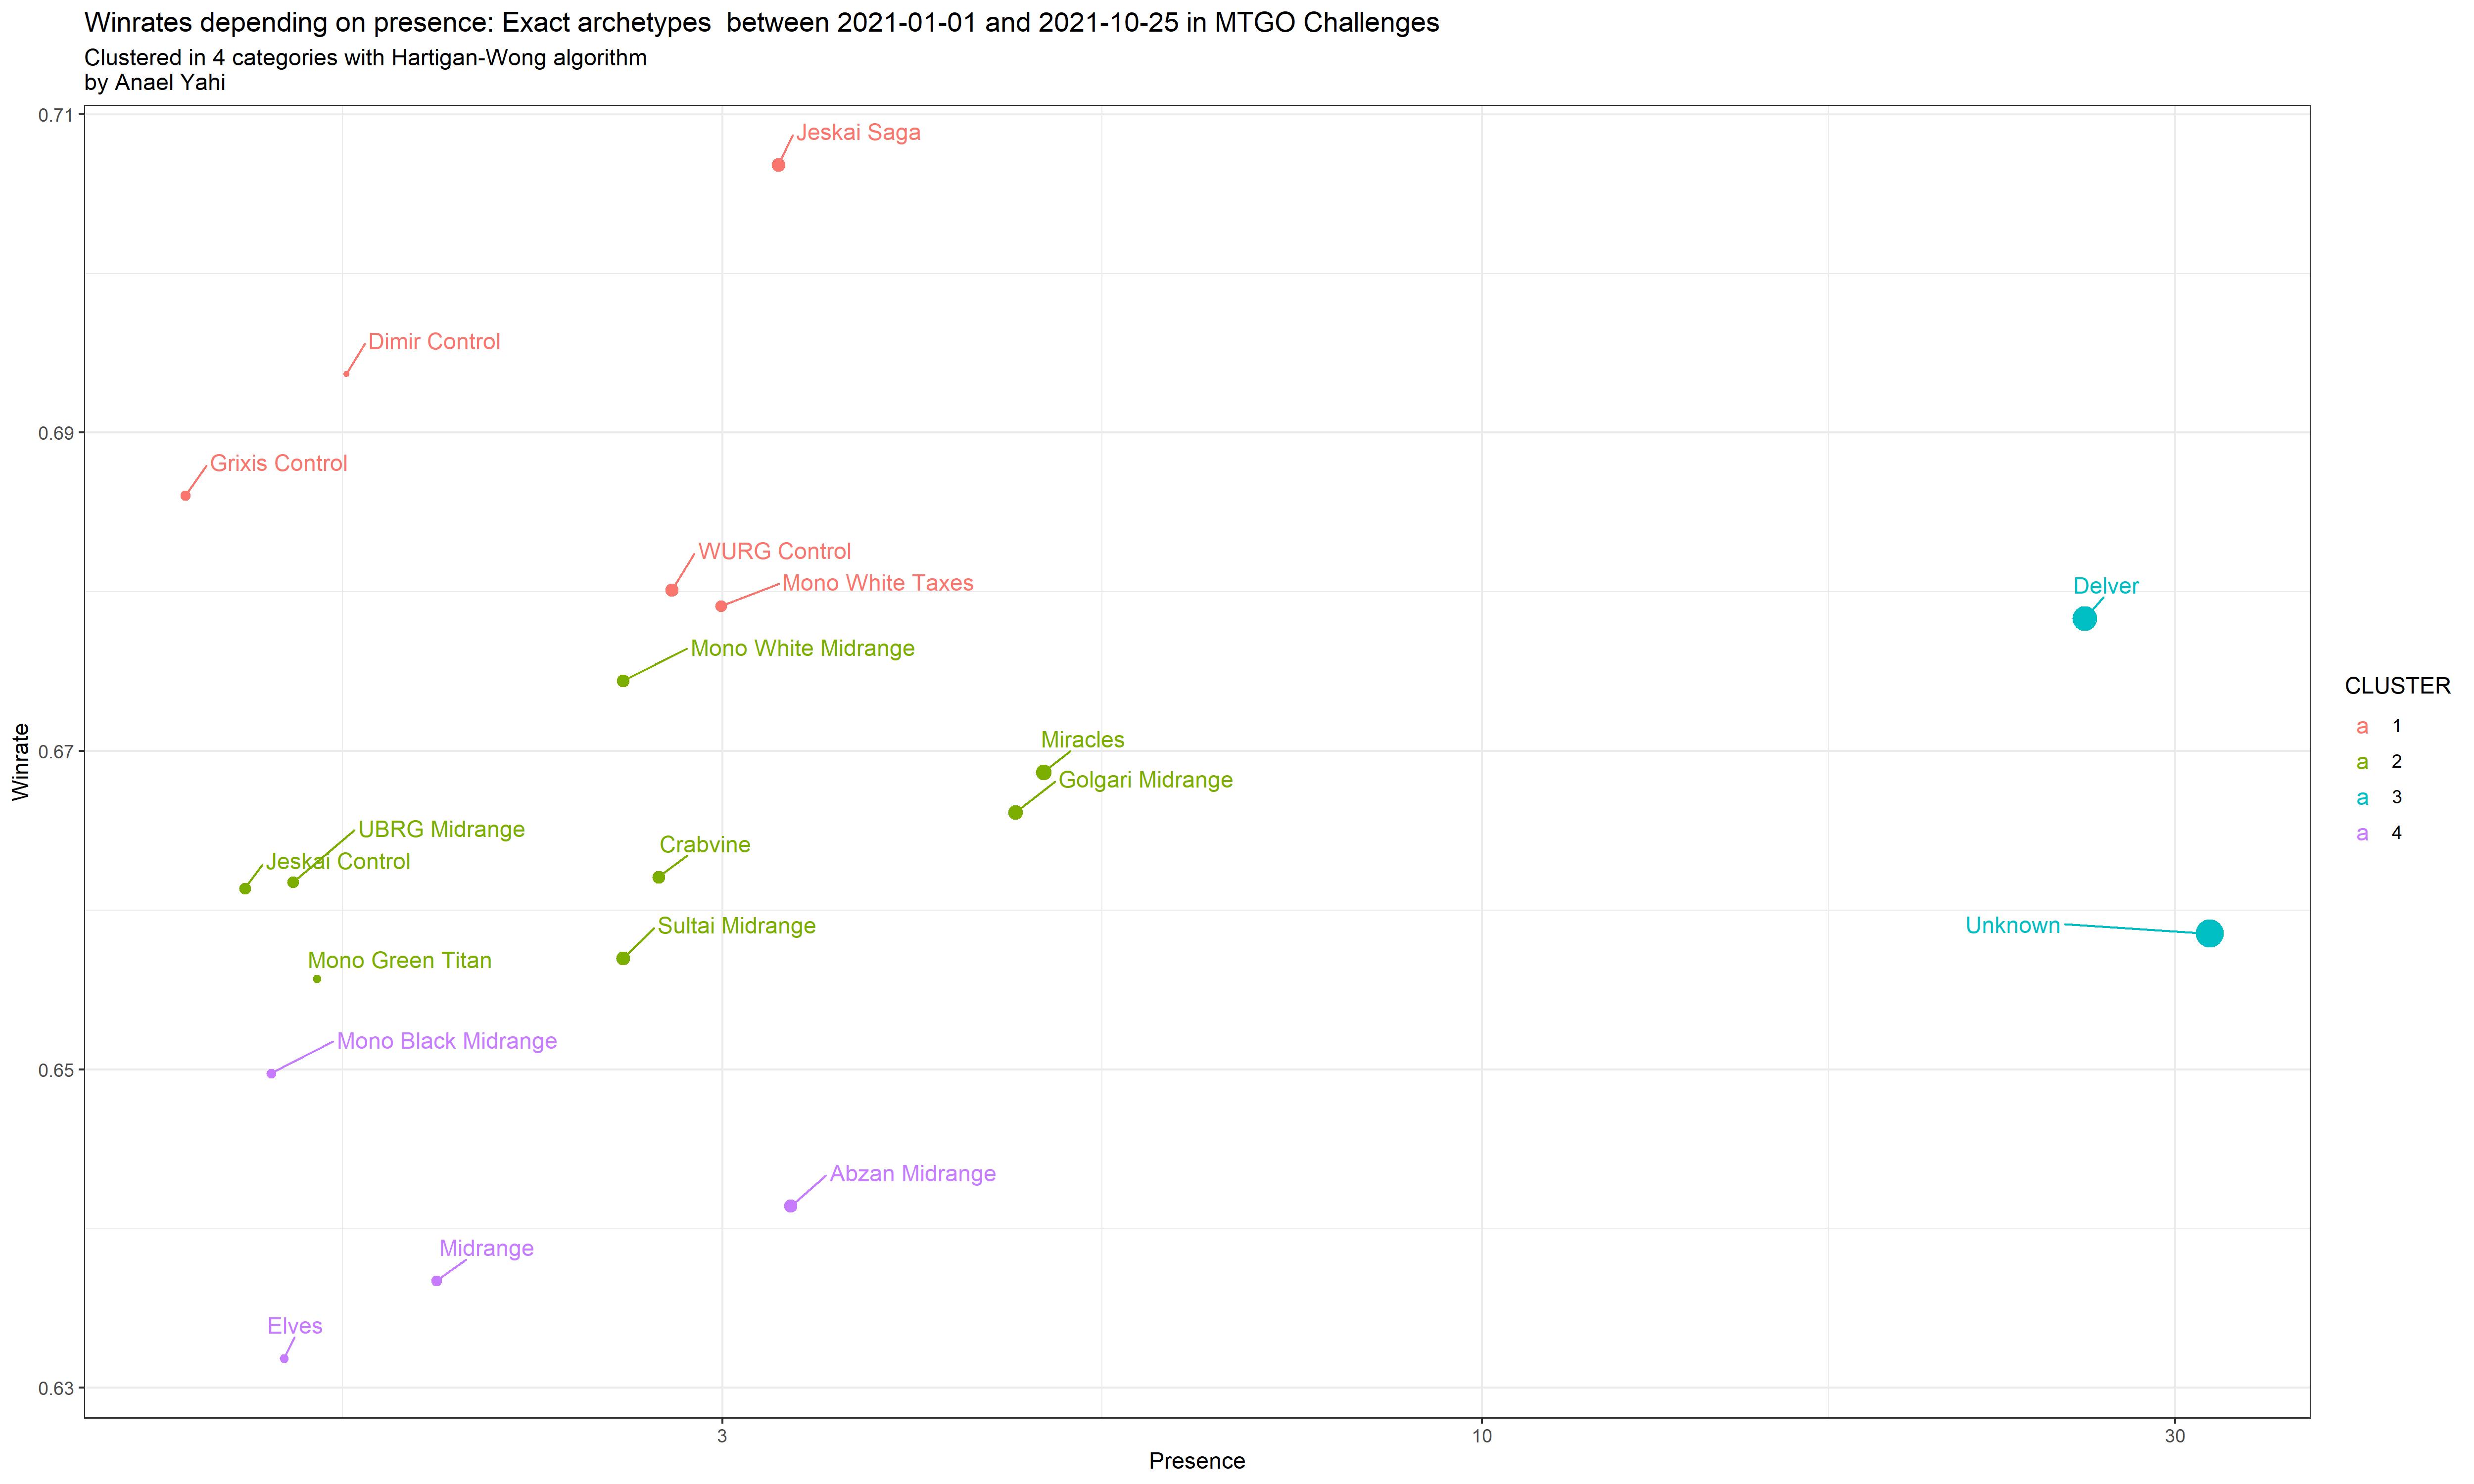 Winrates depending on presence: Exact archetypes  between 2021-01-01 and 2021-10-25 in MTGO Challenges
Clustered in 4 categories with Hartigan-Wong algorithm
by Anael Yahi
0.71
Jeskai Saga
Dimir Control
0.69
Grixis Control
WURG Control
Mono White Taxes
Delver
Mono White Midrange
CLUSTER
a 1
a 2
a 3
a 4
Winrate
0.67
Miracles
Golgari Midrange
UBRG Midrange
Crabvine
Jeskai Control
Sultai Midrange
Unknown
Mono Green Titan
Mono Black Midrange
0.65
Abzan Midrange
Midrange
Elves
0.63
3
10
30
Presence